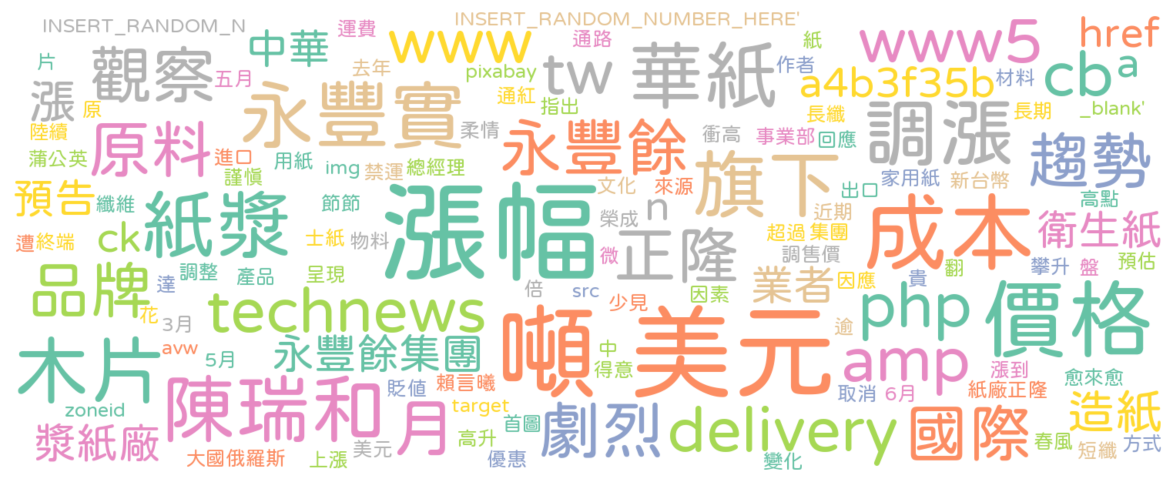 INSERT_RANDOM_N
INSERT_RANDOM_NUMBER_HERE'
中華
運費
www
通路
www5
紙
href
片
觀察
五月
去年
pixabay
tw
華紙
作者
a4b3f35b
材料
cb
a
漲
原
永豐實
通紅
指出
長纖
長期
_blank'
陸續
原料
進口
柔情
永豐餘
衝高
事業部
回應
調漲
趨勢
蒲公英
謹慎
用紙
img
禁運
總經理
旗下
家用紙
新台幣
預告
纖維
紙漿
節節
漲幅
文化
來源
n
榮成
近期
出口
成本
高點
衛生紙
遭
終端
ck
士紙
物料
微
正隆
超過
集團
調售價
品牌
達
調整
產品
呈現
倍
src
少見
因素
業者
因應
貴
翻
攀升
盤
預估
花
3月
technews
噸
美元
逾
php
價格
木片
avw
5月
永豐餘集團
中
得意
amp
漲到
愈來愈
zoneid
陳瑞和
貶值
賴言曦
月
target
首圖
劇烈
delivery
取消
6月
紙廠正隆
國際
造紙
漿紙廠
大國俄羅斯
上漲
美元
高升
優惠
變化
春風
短纖
方式